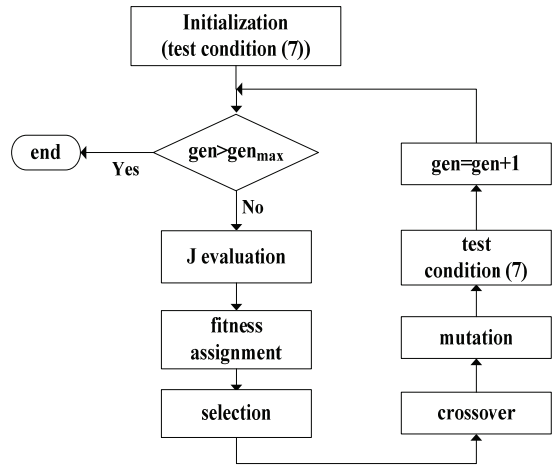 Initialization
(test condition (7))
gen>genmax
end
Yes
No
J evaluation
fitness
assignment
selection
crossover
mutation
test
condition (7)
gen=gen+1